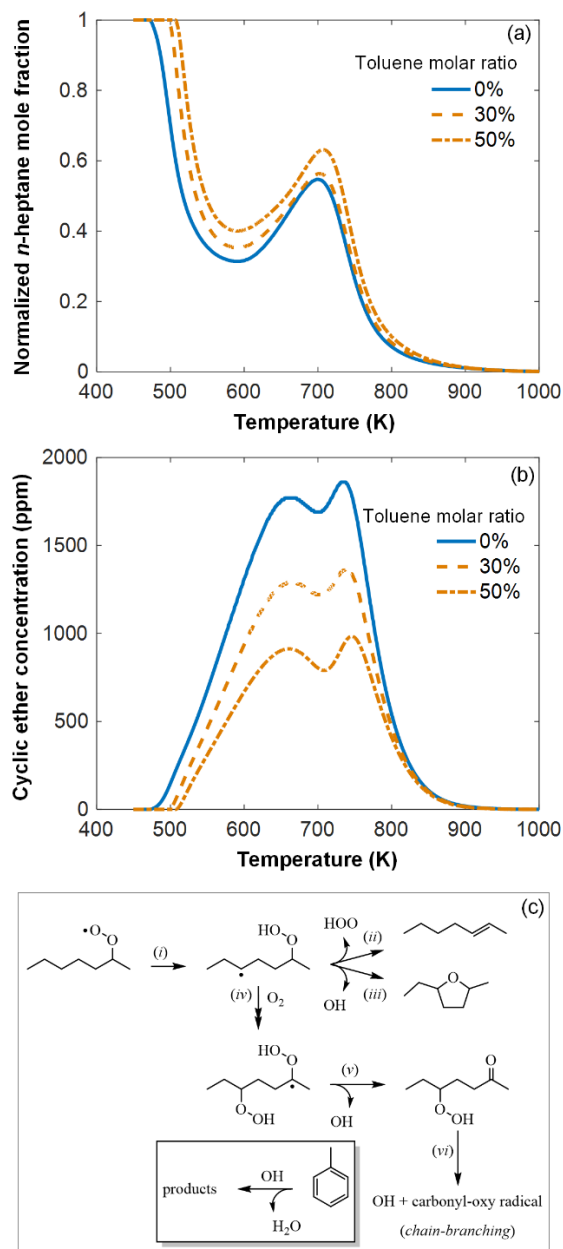 (a)
Normalized n-heptane mole fraction
1
0.8
0.6
0.4
0.2
0
Toluene molar ratio
0%
30%
50%
400 500 600 700 800 900 1000
Temperature (K)
(b)
Cyclic ether concentration (ppm)
2000
1500
1000
500
0
Toluene molar ratio
0%
30%
50%
400 500 600 700 800 900 1000
Temperature (K)
(c)
•O
O
(i)
HO
O
HOO
(ii)
OH
(iii)
O
(iv)
O2
HO
O
O-OH
(v)
OH
O
O-OH
(vi)
products
OH
H2O
OH + carbonyl-oxy radical
(chain-branching)